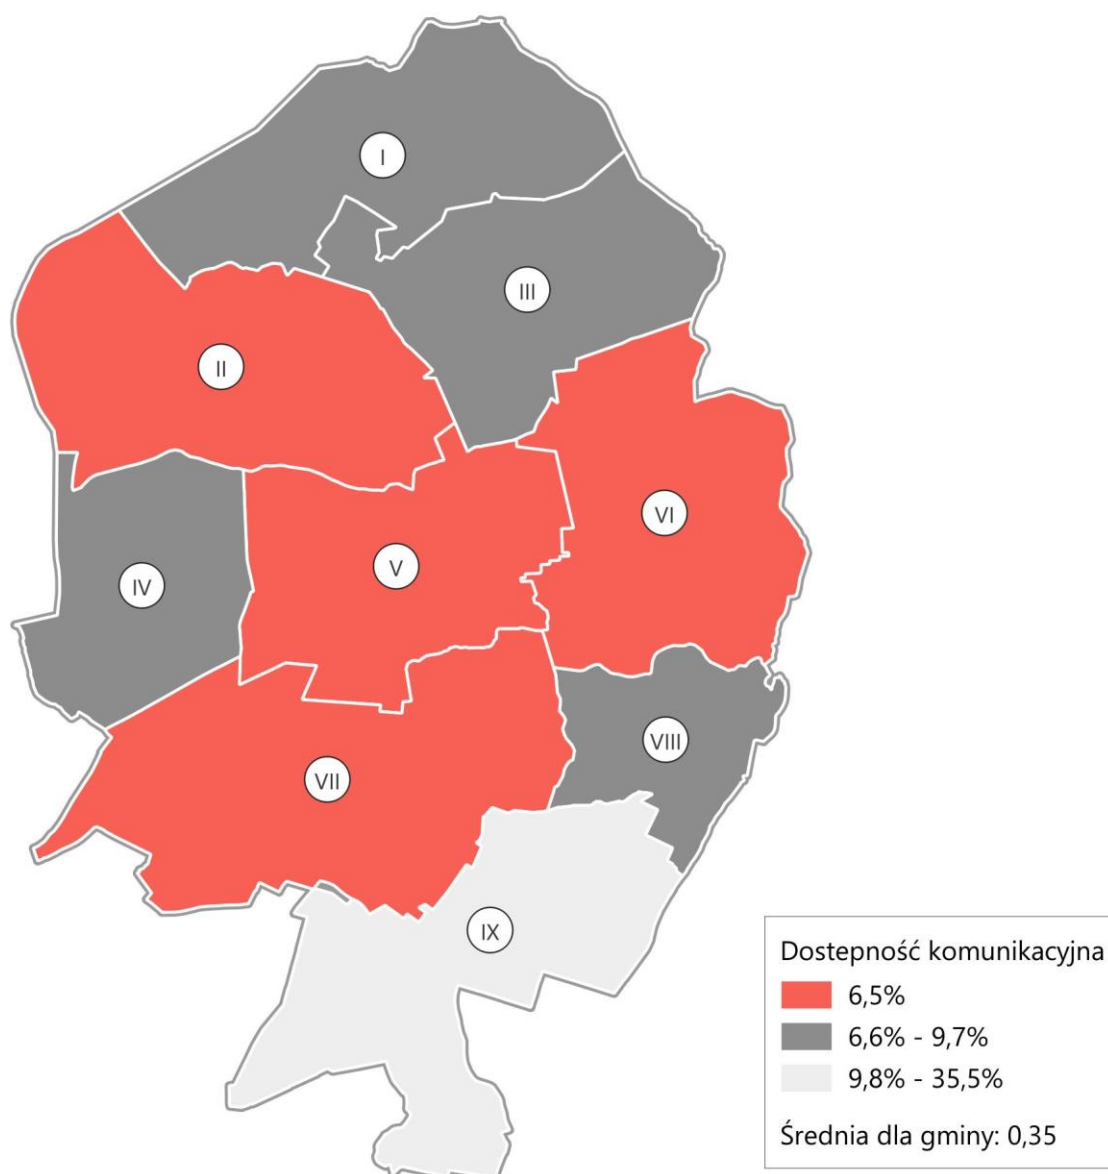 I
III
II
VI
V
IV
VIII
VII
IX
Dostepność komunikacyjna
6,5%
6,6% - 9,7%
9,8% - 35,5%
Średnia dla gminy: 0,35